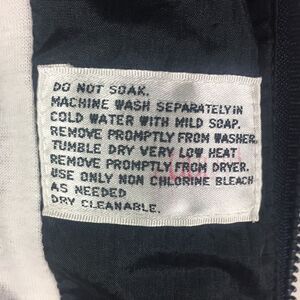 DO NOT SOAK.
MACHINE WASH SEPARATELY IN
COLD WATER WITH MILD SOAP.
REMOVE PROMPTLY FROM WASHER.
TUMBLE DRY VERY LOW HEAT
REMOVE PROMPTLY FROM DRYER.
USE ONLY NON CHLORINE BLEACH
AS NEEDED
DRY CLEANABLE.